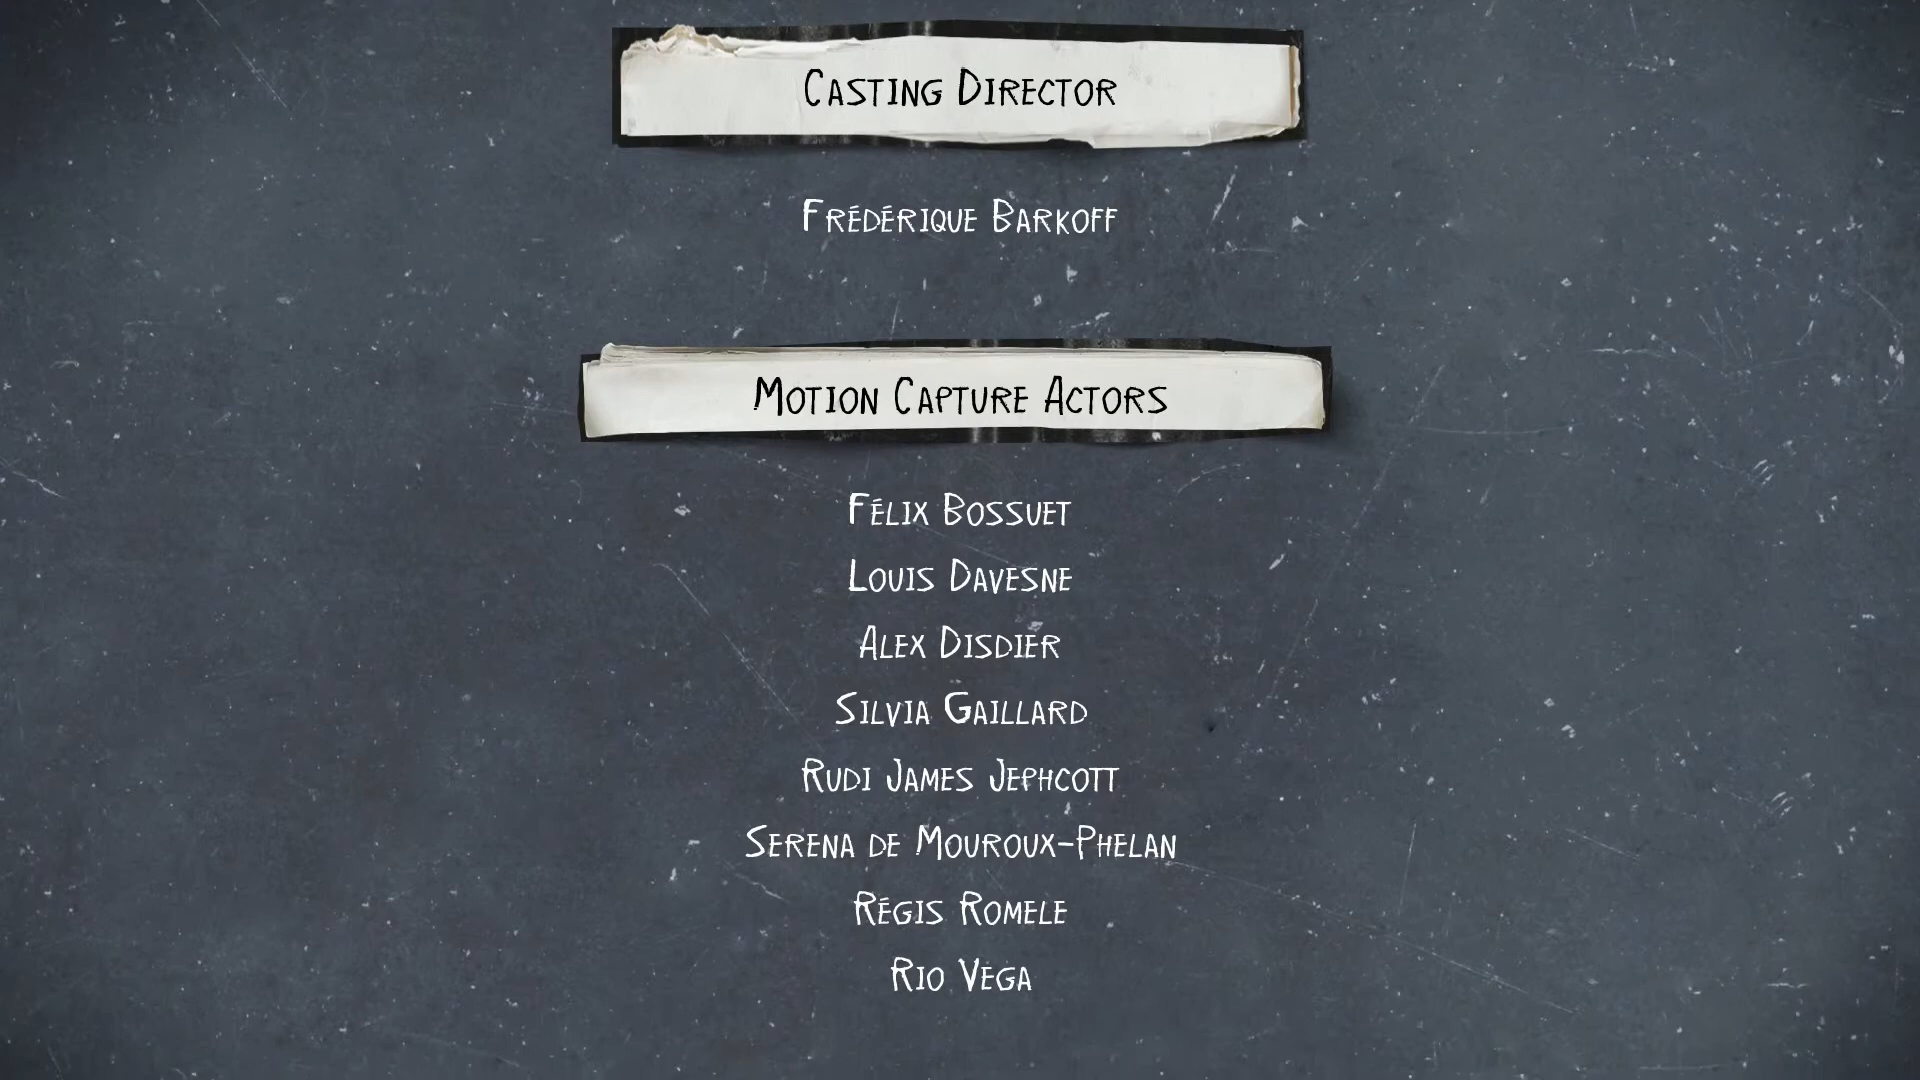 Casting Director
Frédérique Barkoff
Motion Capture Actors
Félix Bossuet
Louis Davesne
Alex Disdier
Silvia Gaillard
Rudi James Jephcott
Serena de Mouroux-Phelan
Régis Romele
Rio Vega